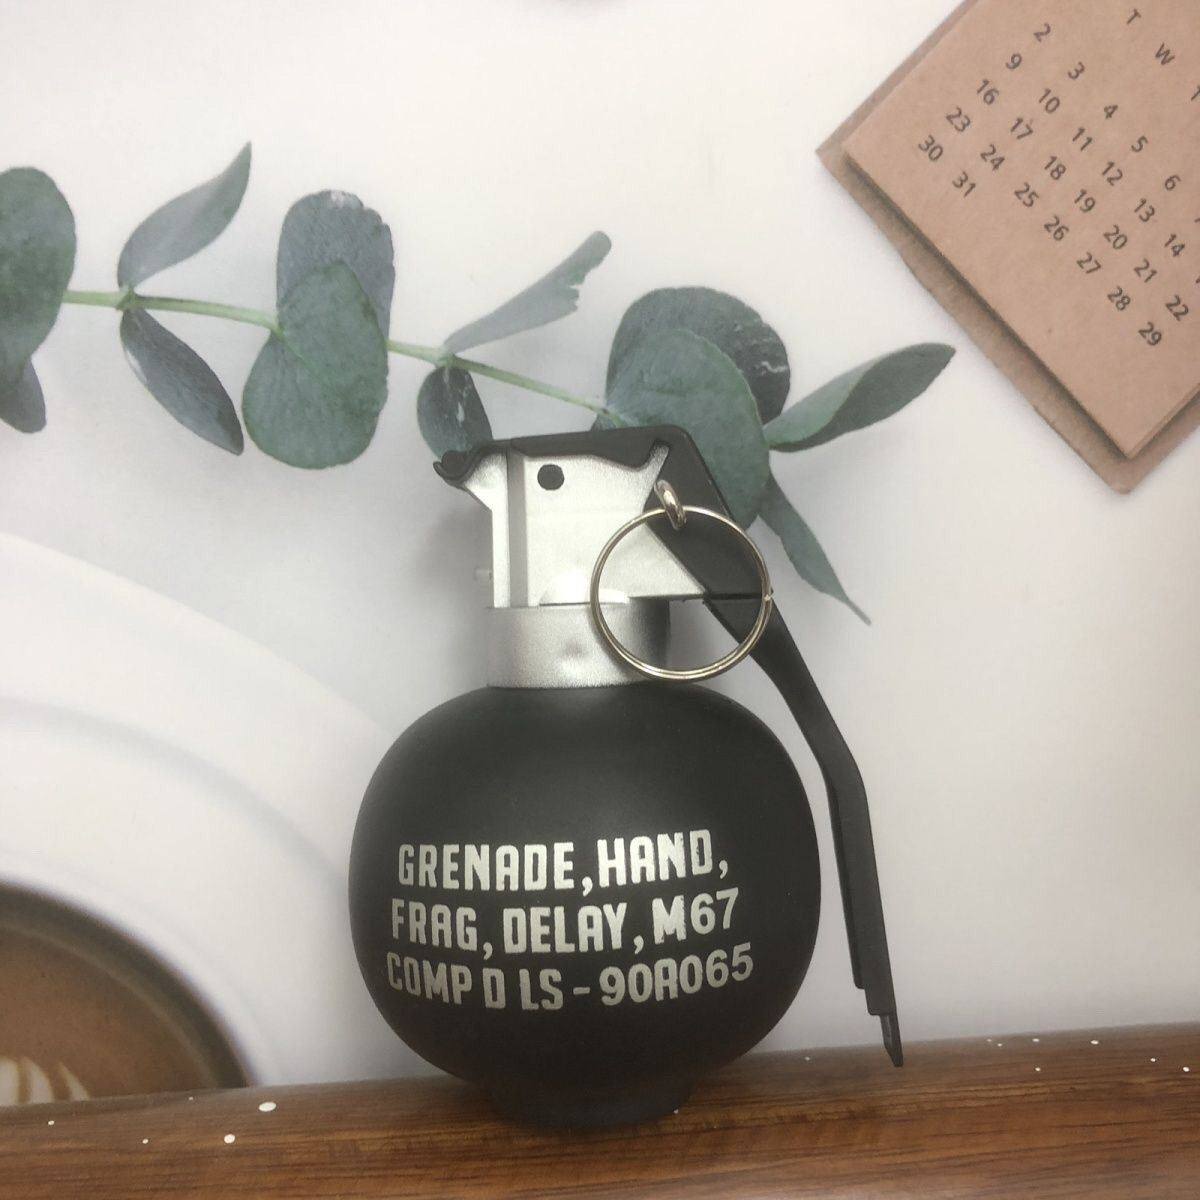 GRENADE,HAND,
FRAG,DELAY,M67
COMP D LS-90A065
T W T
2 3 4 5 6
9 10 11 12 13 14
16 17 18 19 20 21 22
23 24 25 26 27 28 29
30 31